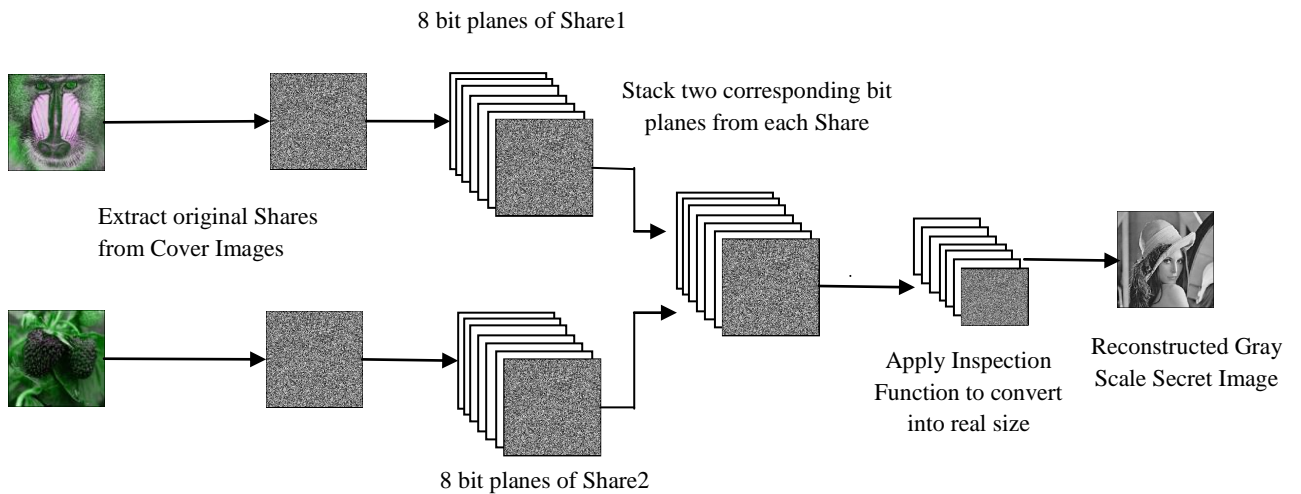 8 bit planes of Share1
Stack two corresponding bit
planes from each Share
Extract original Shares
from Cover Images
Apply Inspection
Function to convert
into real size
Reconstructed Gray
Scale Secret Image
8 bit planes of Share2